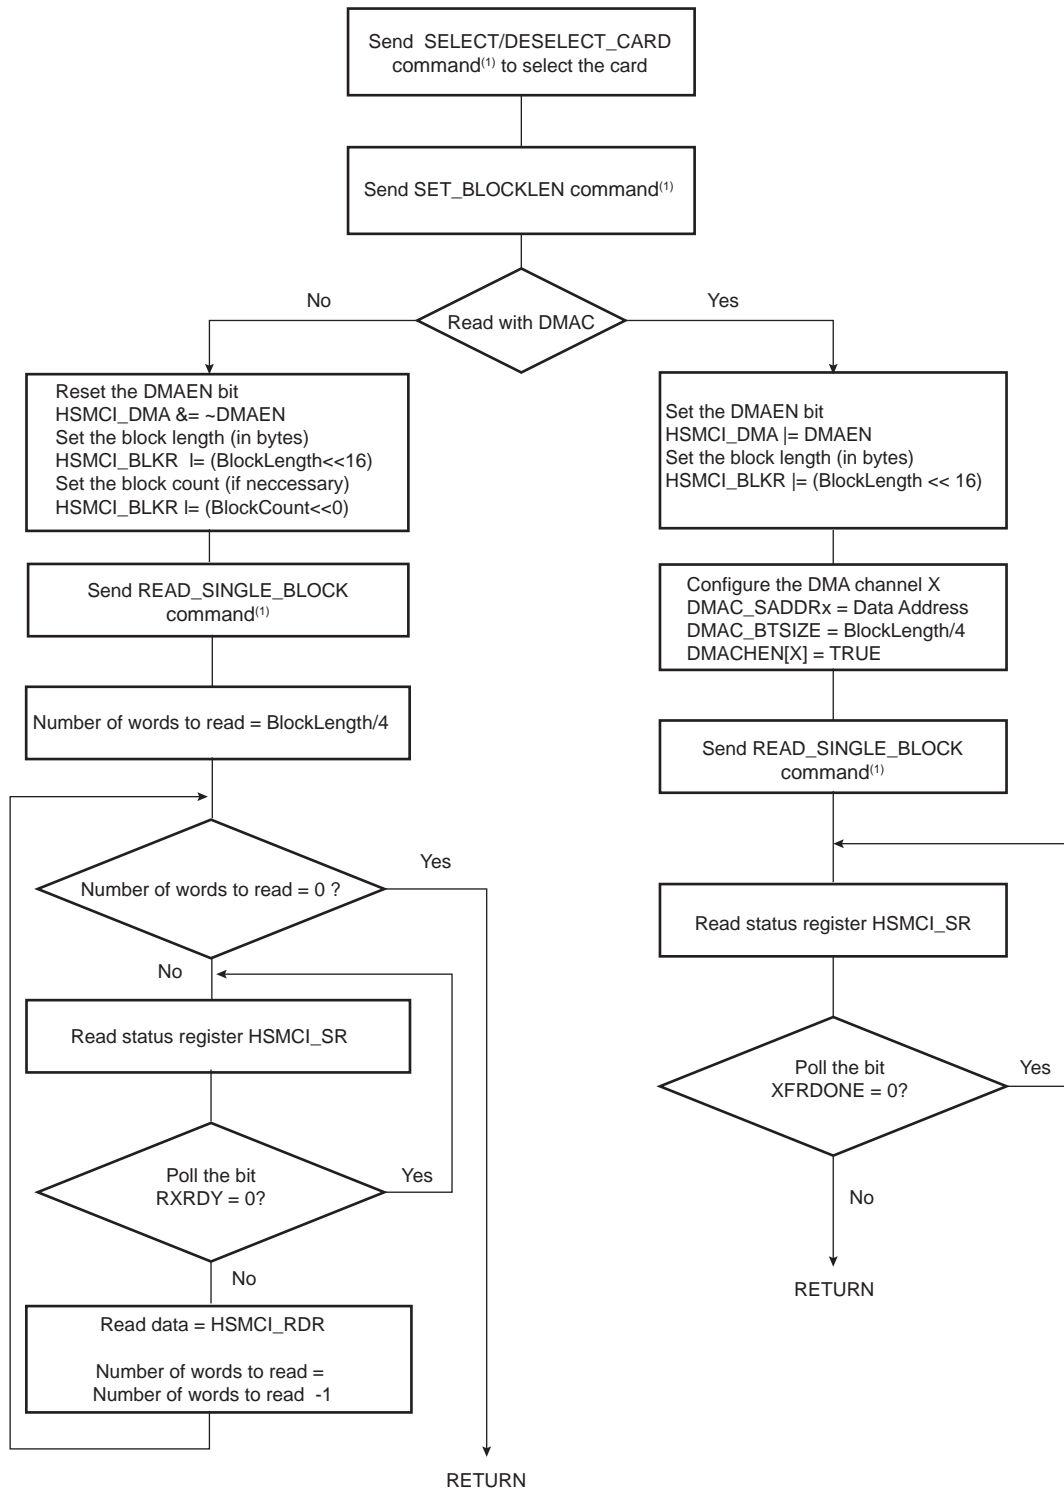 Send SELECT/DESELECT_CARD
command(1) to select the card
Send SET_BLOCKLEN command(1)
No
Yes
Read with DMAC
Reset the DMAEN bit
HSMCI_DMA &= ~DMAEN
Set the block length (in bytes)
HSMCI_BLKR l= (BlockLength<<16)
Set the block count (if neccessary)
HSMCI_BLKR l= (BlockCount<<0)
Send READ_SINGLE_BLOCK
command(1)
Number of words to read = BlockLength/4
Number of words to read = 0 ?
Yes
No
Read status register HSMCI_SR
Poll the bit
RXRDY = 0?
Yes
No
Read data = HSMCI_RDR
Number of words to read =
Number of words to read -1
RETURN
Set the DMAEN bit
HSMCI_DMA |= DMAEN
Set the block length (in bytes)
HSMCI_BLKR |= (BlockLength << 16)
Configure the DMA channel X
DMAC_SADDRx = Data Address
DMAC_BTSIZE = BlockLength/4
DMACHEN[X] = TRUE
Send READ_SINGLE_BLOCK
command(1)
Read status register HSMCI_SR
Poll the bit
XFRDONE = 0?
Yes
No
RETURN